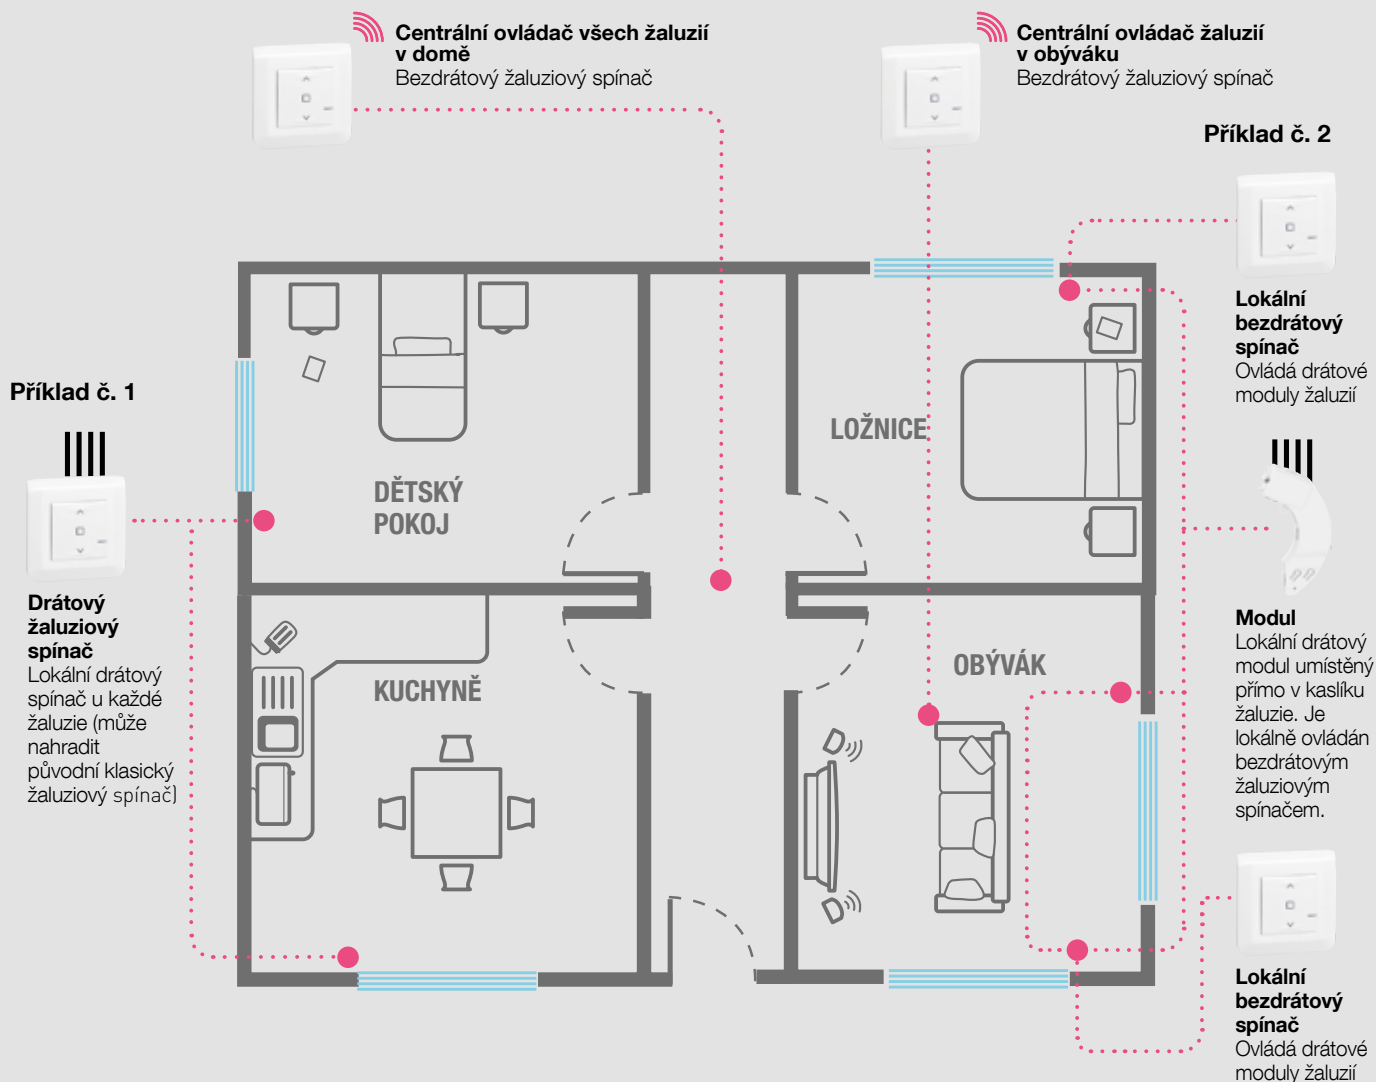 Centrální ovládač všech žaluzií
v domě
Bezdrátový žaluziový spínač
Centrální ovládač žaluzií
v obýváku
Bezdrátový žaluziový spínač
Příklad č. 2
Lokální
bezdrátový
spínač
Ovládá drátové
moduly žaluzií
Příklad č. 1
Drátový
žaluziový
spínač
Lokální drátový
spínač u každé
žaluzie (může
nahradit
původní klasický
žaluziový spínač)
DĚTSKÝ
POKOJ
LOŽNICE
KUCHYNĚ
OBÝVÁK
Modul
Lokální drátový
modul umístěný
přímo v kaslíku
žaluzie. Je
lokálně ovládán
bezdrátovým
žaluziovým
spínačem.
Lokální
bezdrátový
spínač
Ovládá drátové
moduly žaluzií